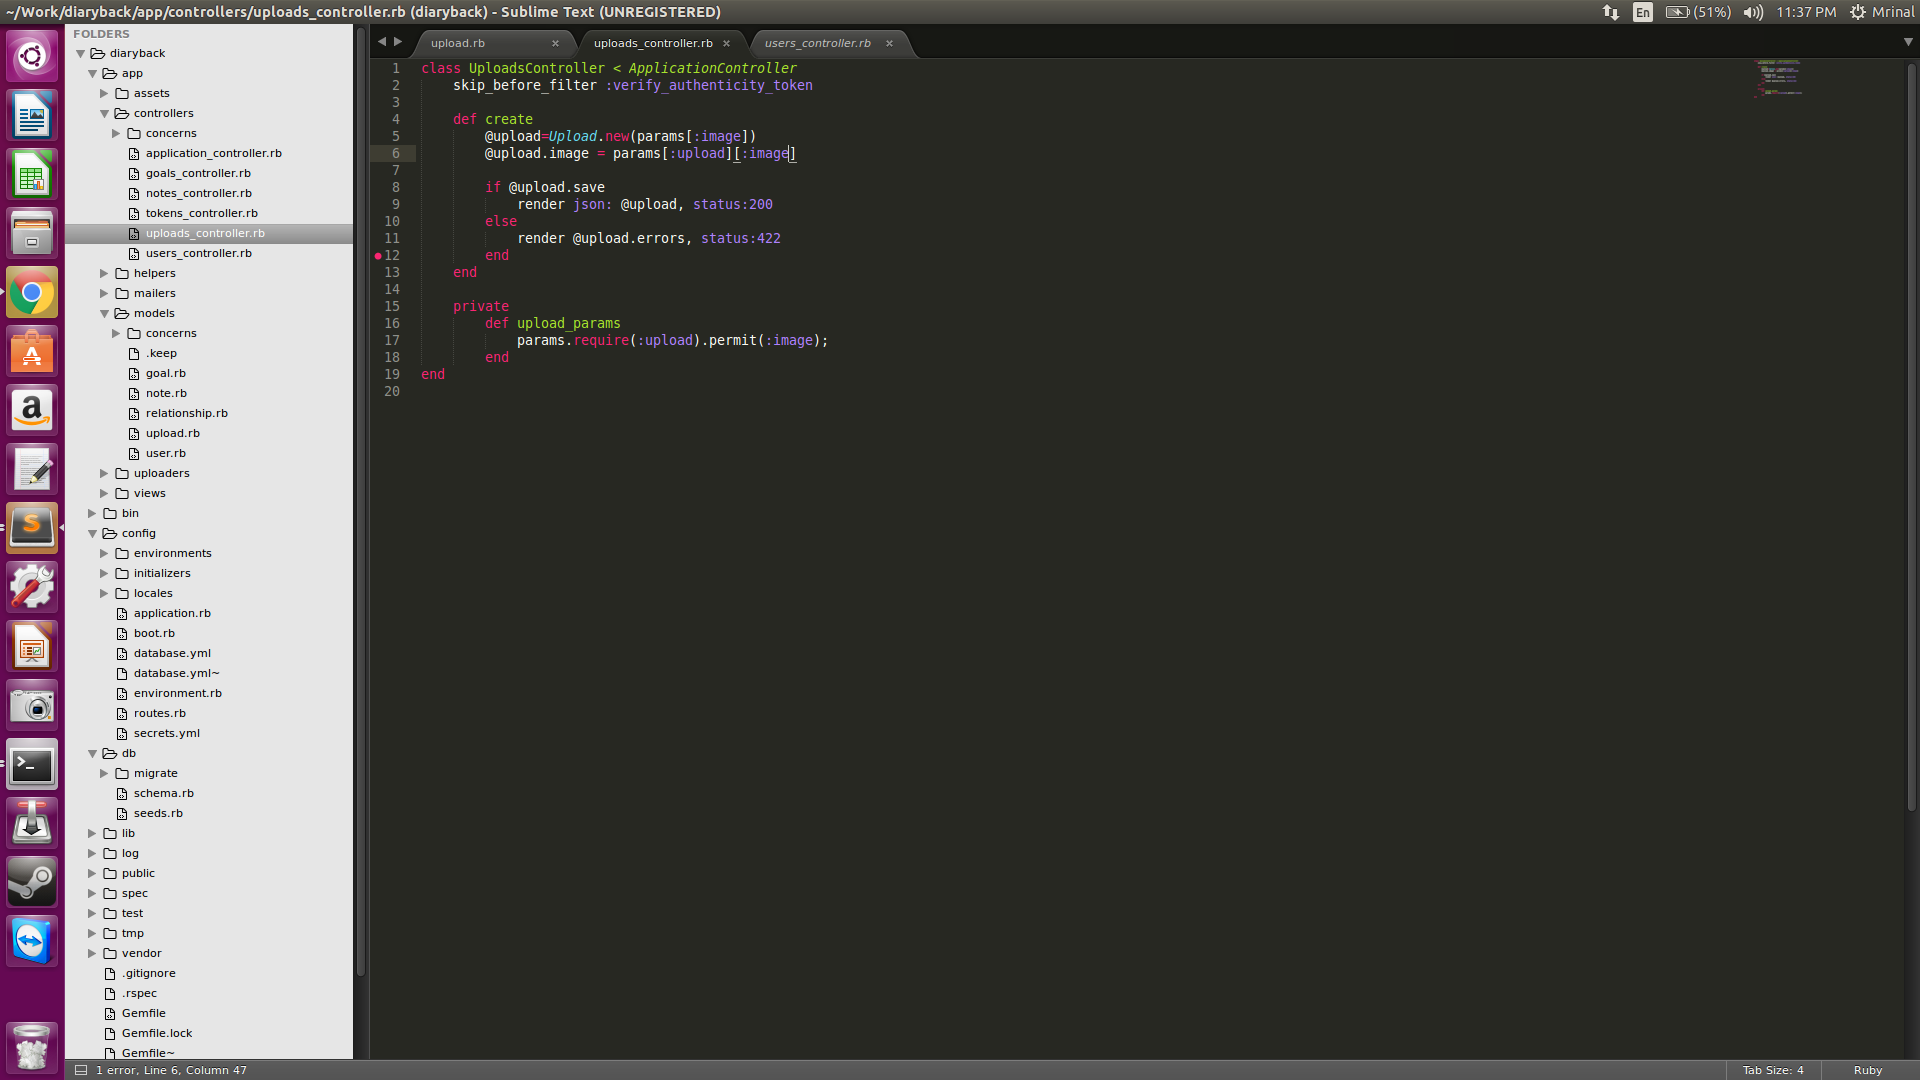 ~/Work/diaryback/app/controllers/uploads_controller.rb (diaryback) - Sublime Text (UNREGISTERED)
En (51%) 11:37 PM Mrinal
FOLDERS
diaryback
app
assets
controllers
concerns
application_controller.rb
goals_controller.rb
notes_controller.rb
tokens_controller.rb
uploads_controller.rb
users_controller.rb
helpers
mailers
models
concerns
.keep
goal.rb
note.rb
relationship.rb
upload.rb
user.rb
uploaders
views
bin
config
environments
initializers
locales
application.rb
boot.rb
database.yml
database.yml~
environment.rb
routes.rb
secrets.yml
db
migrate
schema.rb
seeds.rb
lib
log
public
spec
test
tmp
vendor
.gitignore
.rspec
Gemfile
Gemfile.lock
Gemfile~
upload.rb × uploads_controller.rb × users_controller.rb ×
1 class UploadsController < ApplicationController
2     skip_before_filter :verify_authenticity_token
3
4     def create
5         @upload=Upload.new(params[:image])
6         @upload.image = params[:upload][:image]
7
8         if @upload.save
9             render json: @upload, status:200
10         else
11             render @upload.errors, status:422
12         end
13     end
14
15     private
16         def upload_params
17             params.require(:upload).permit(:image);
18         end
19 end
20
1 error, Line 6, Column 47
Tab Size: 4
Ruby